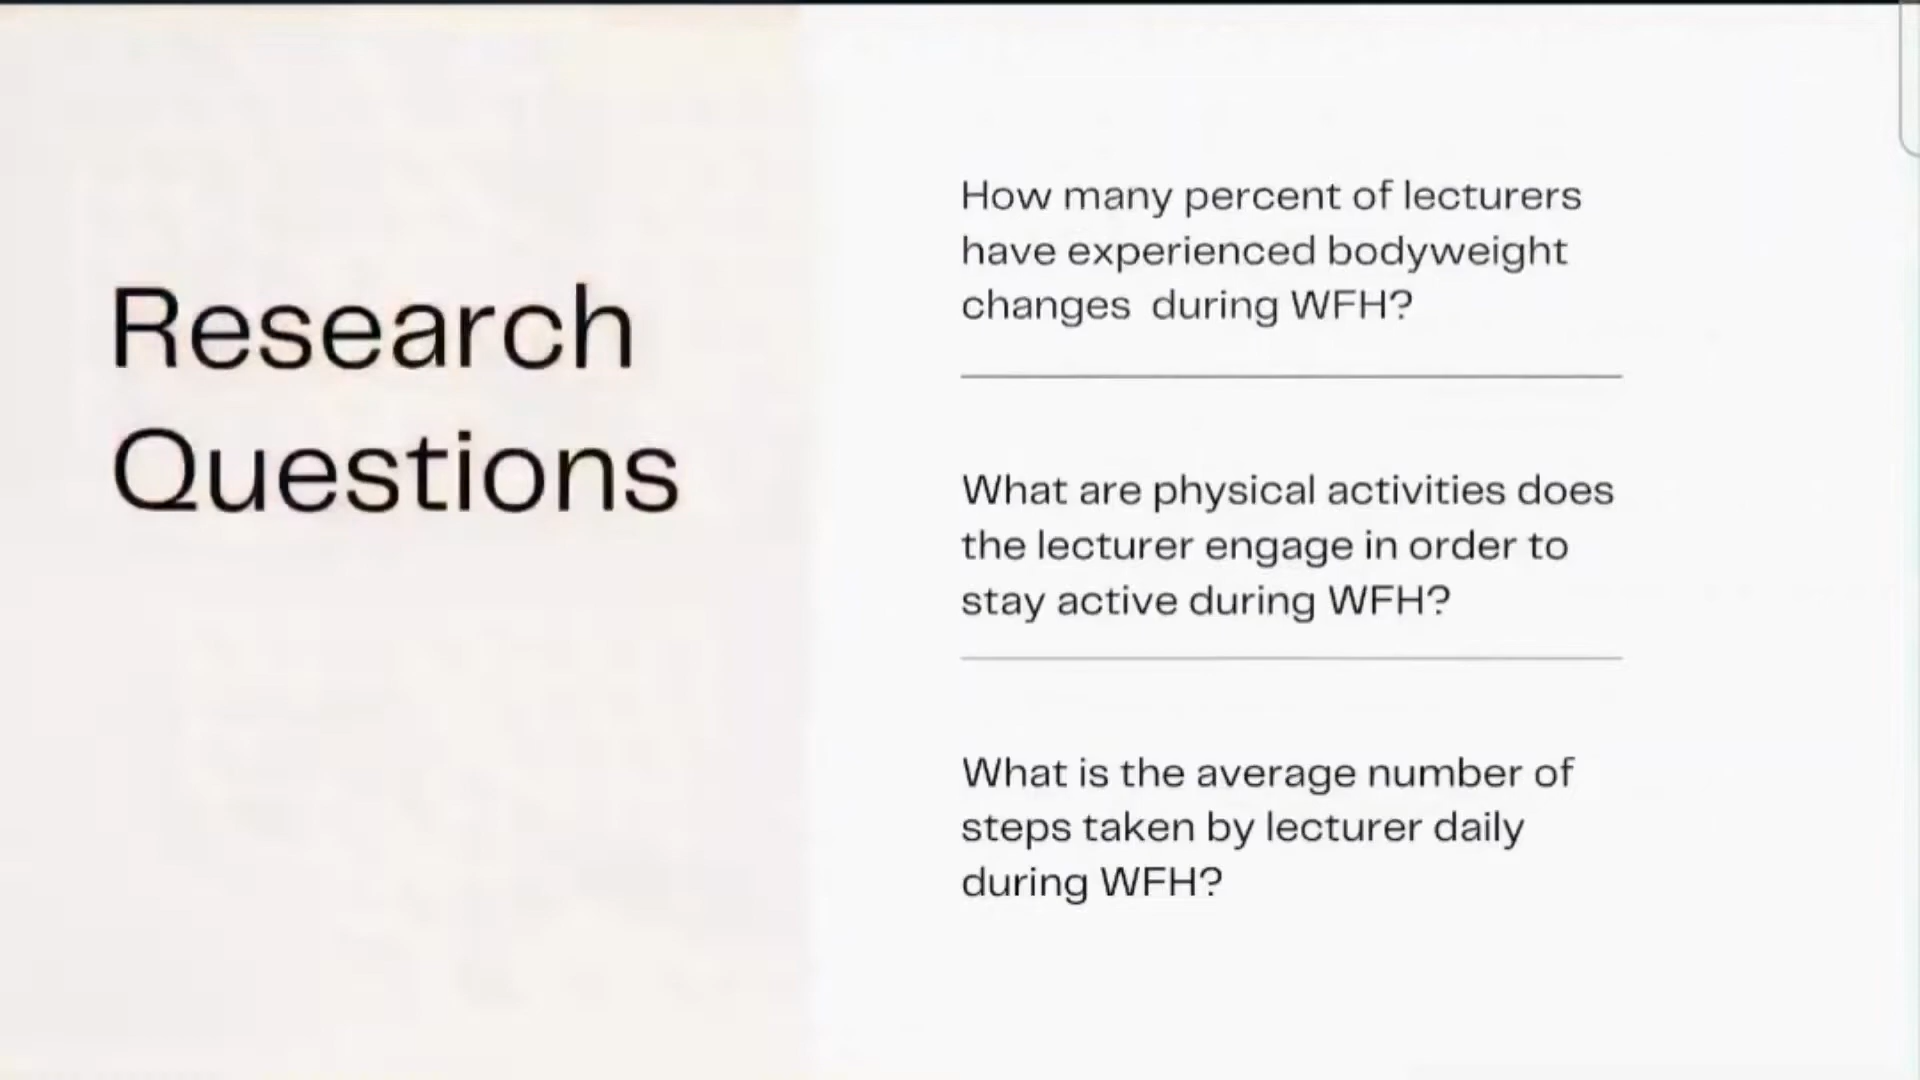 Research
Questions
How many percent of lecturers
have experienced bodyweight
changes  during WFH?
What are physical activities does
the lecturer engage in order to
stay active during WFH?
What is the average number of
steps taken by lecturer daily
during WFH?